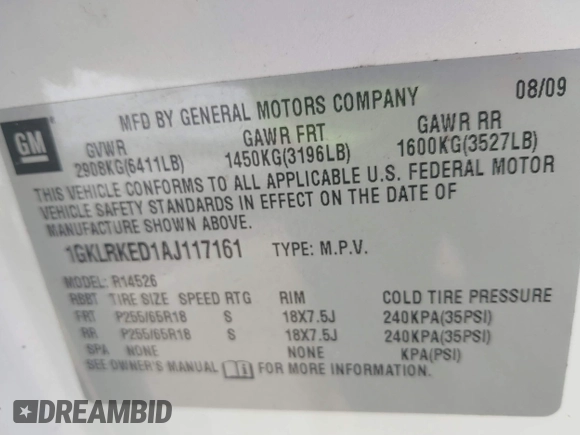 08/09
MFD BY GENERAL MOTORS COMPANY
GM
GVWR GAWR FRT GAWR RR
2908KG(6411LB) 1450KG(3196LB) 1600KG(3527LB)
THIS VEHICLE CONFORMS TO ALL APPLICABLE U.S. FEDERAL MOTOR
VEHICLE SAFETY STANDARDS IN EFFECT ON THE DATE OF
MANUFACTURE SHOWN ABOVE.
1GKLRKED1AJ117161 TYPE: M.P.V.
MODEL: R14526
RBBT TIRE SIZE SPEED RTG RIM COLD TIRE PRESSURE
FRT P255/65R18 S 18X7.5J 240KPA(35PSI)
RR P255/65R18 S 18X7.5J 240KPA(35PSI)
SPA NONE NONE KPA(PSI)
SEE OWNER'S MANUAL FOR MORE INFORMATION.
DREAMBID